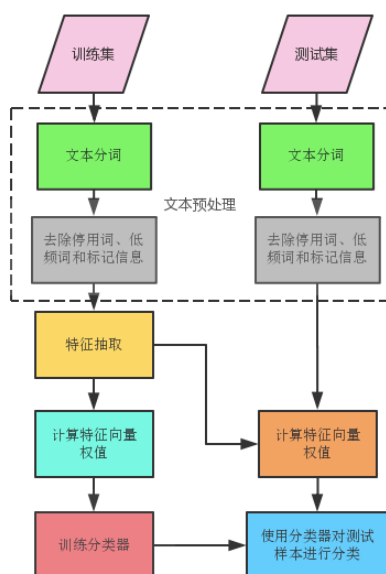 训练集
测试集
文本分词
文本分词
文本预处理
去除停用词、低
频词和标记信息
去除停用词、低
频词和标记信息
特征抽取
计算特征向量
权值
计算特征向量
权值
训练分类器
使用分类器对测试
样本进行分类